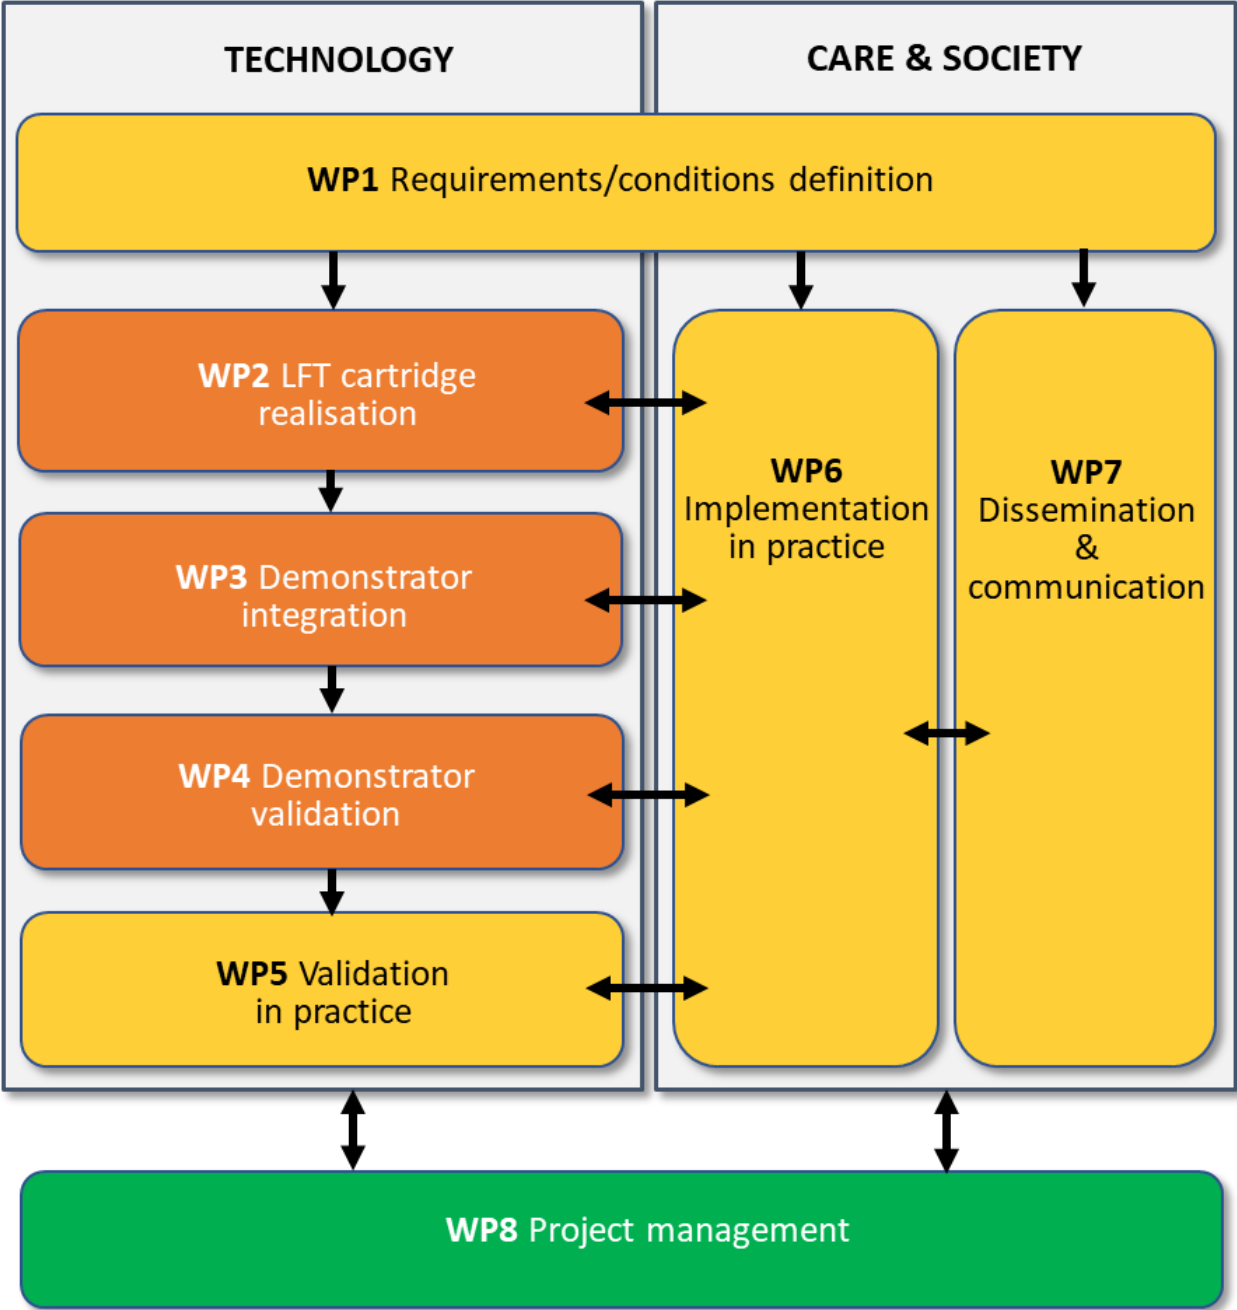 TECHNOLOGY
CARE & SOCIETY
WP1 Requirements/conditions definition
WP2 LFT cartridge
realisation
WP3 Demonstrator
integration
WP4 Demonstrator
validation
WP5 Validation
in practice
WP6
Implementation
in practice
WP7
Dissemination
&
communication
WP8 Project management